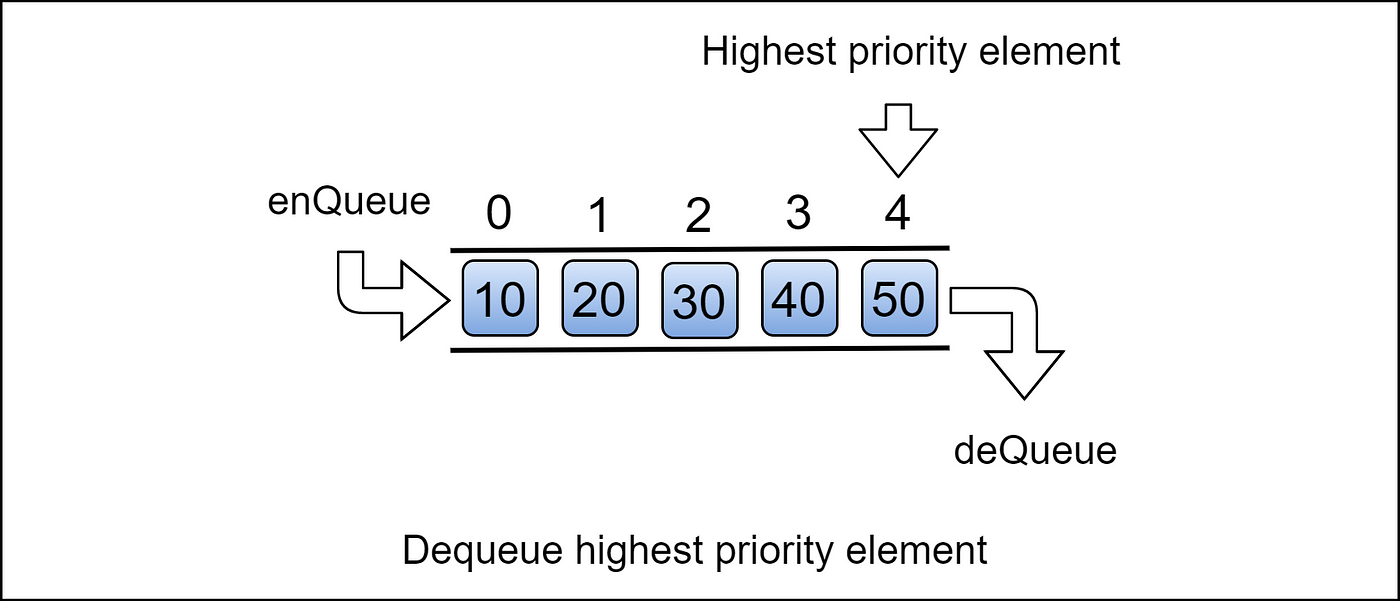 Highest priority element
enQueue
0 1 2 3 4
10 20 30 40 50
deQueue
Dequeue highest priority element